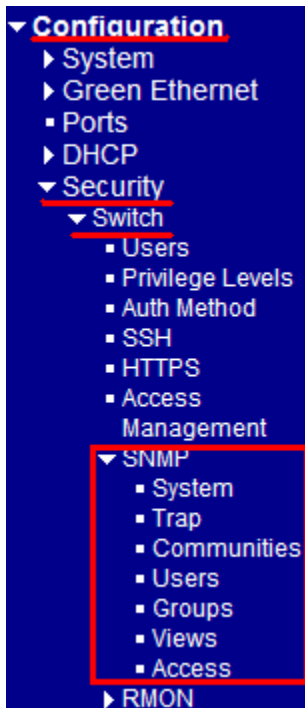 Configuration
System
Green Ethernet
Ports
DHCP
Security
Switch
Users
Privilege Levels
Auth Method
SSH
HTTPS
Access
Management
SNMP
System
Trap
Communities
Users
Groups
Views
Access
RMON